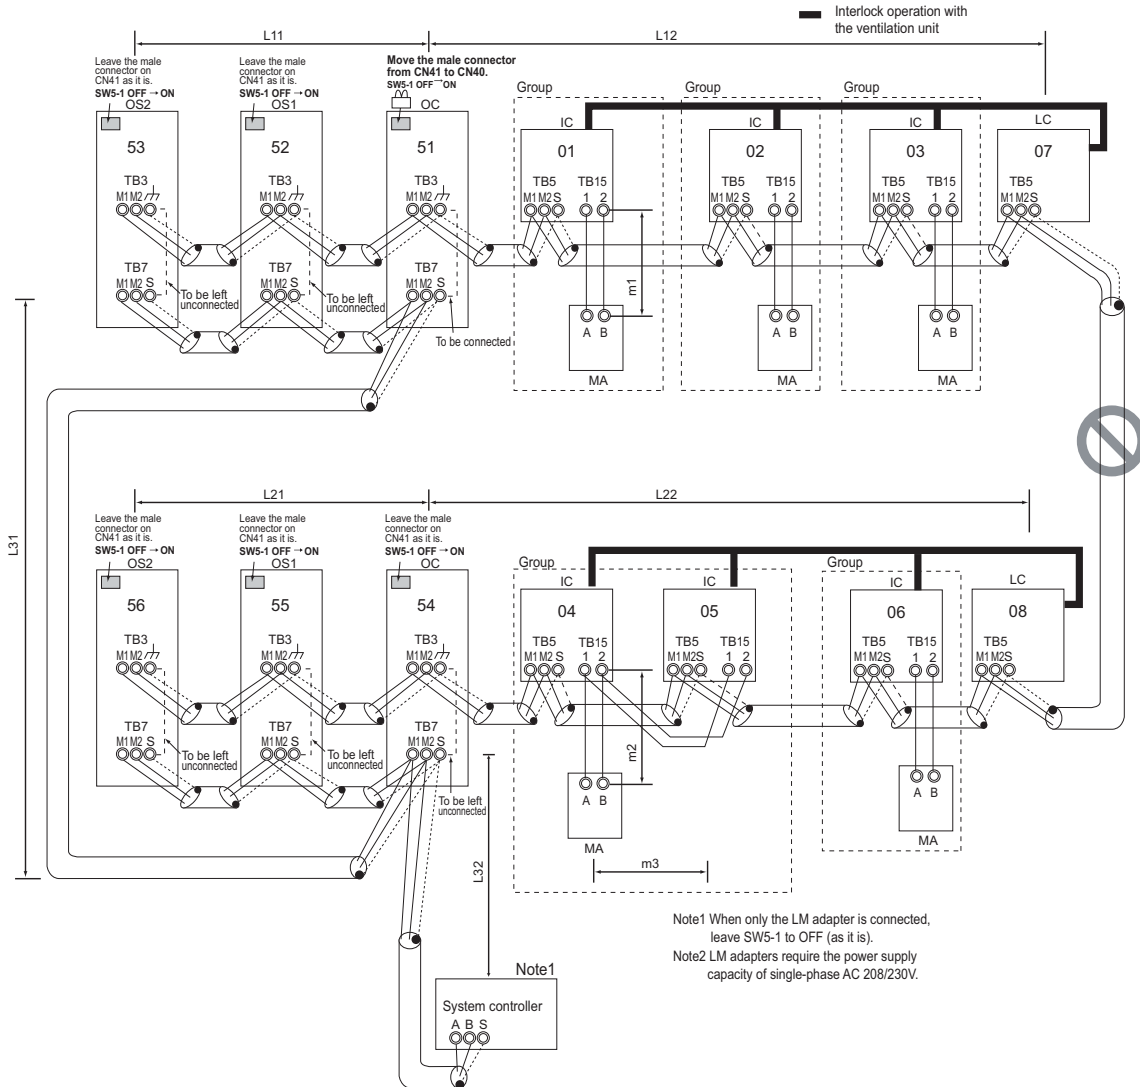 Interlock operation with
the ventilation unit
L11
L12
Leave the male
connector on
CN41 as it is.
SW5-1 OFF → ON
OS2
Leave the male
connector on
CN41 as it is.
SW5-1 OFF → ON
OS1
Move the male connector
from CN41 to CN40.
SW5-1 OFF → ON
OC
Group
Group
Group
IC
IC
IC
LC
53
52
51
01
02
03
07
TB3
TB3
TB3
TB5 TB15
TB5 TB15
TB5 TB15
TB5
M1 M2
M1 M2
M1 M2
M1 M2 S 1 2
M1 M2 S 1 2
M1 M2 S 1 2
M1 M2 S
TB7
TB7
TB7
M1 M2 S
M1 M2 S
M1 M2 S
To be left
unconnected
To be left
unconnected
To be connected
m1
A B
A B
A B
MA
MA
MA
L31
L21
L22
Leave the male
connector on
CN41 as it is.
SW5-1 OFF → ON
OS2
Leave the male
connector on
CN41 as it is.
SW5-1 OFF → ON
OS1
Leave the male
connector on
CN41 as it is.
SW5-1 OFF → ON
OC
Group
Group
IC
IC
IC
LC
56
55
54
04
05
06
08
TB3
TB3
TB3
TB5 TB15
TB5 TB15
TB5 TB15
TB5
M1 M2
M1 M2
M1 M2
M1 M2 S 1 2
M1 M2 S 1 2
M1 M2 S 1 2
M1 M2 S
TB7
TB7
TB7
M1 M2 S
M1 M2 S
M1 M2 S
To be left
unconnected
To be left
unconnected
To be left
unconnected
m2
A B
A B
MA
MA
m3
L32
Note1 When only the LM adapter is connected,
leave SW5-1 to OFF (as it is).
Note2 LM adapters require the power supply
capacity of single-phase AC 208/230V.
Note1
System controller
A B S